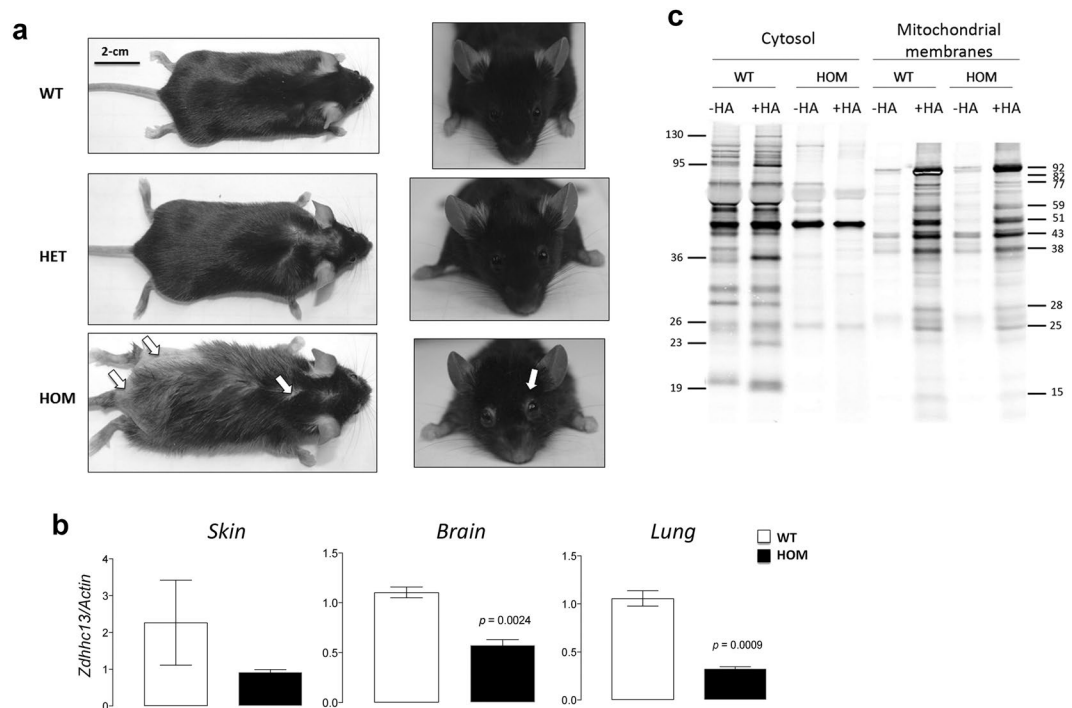 a
2-cm
WT
HET
HOM
b
Skin
Brain
Lung
WT
HOM
Zdhhc13/Actin
4
3
2
1
0
1.5
1.0
0.5
0.0
p = 0.0024
1.5
1.0
0.5
0.0
p = 0.0009
c
Cytosol
Mitochondrial
membranes
WT
HOM
WT
HOM
-HA
+HA
-HA
+HA
-HA
+HA
-HA
+HA
130
95
36
26
23
19
92
82
77
59
51
43
38
28
25
15